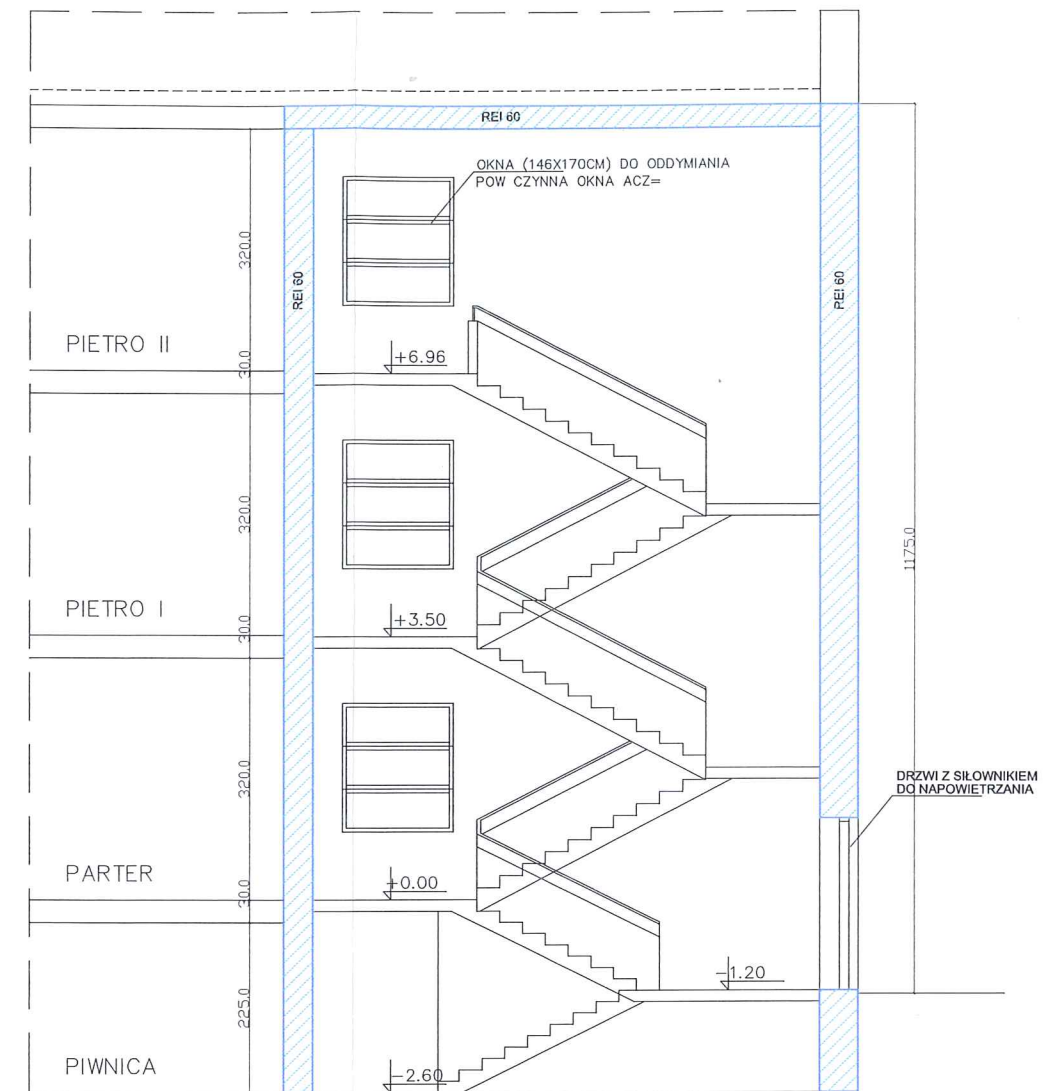 REI 60
OKNA (146X170CM) DO ODDYMIANIA
POW CZYNNA OKNA ACZ=
320.0
REI 60
REI 60
PIETRO II
30.0
+6.96
320.0
1175.0
PIETRO I
30.0
+3.50
320.0
DRZWI Z SIŁOWNIKIEM
DO NAPOWIETRZANIA
PARTER
30.0
+0.00
-1.20
225.0
PIWNICA
-2.60